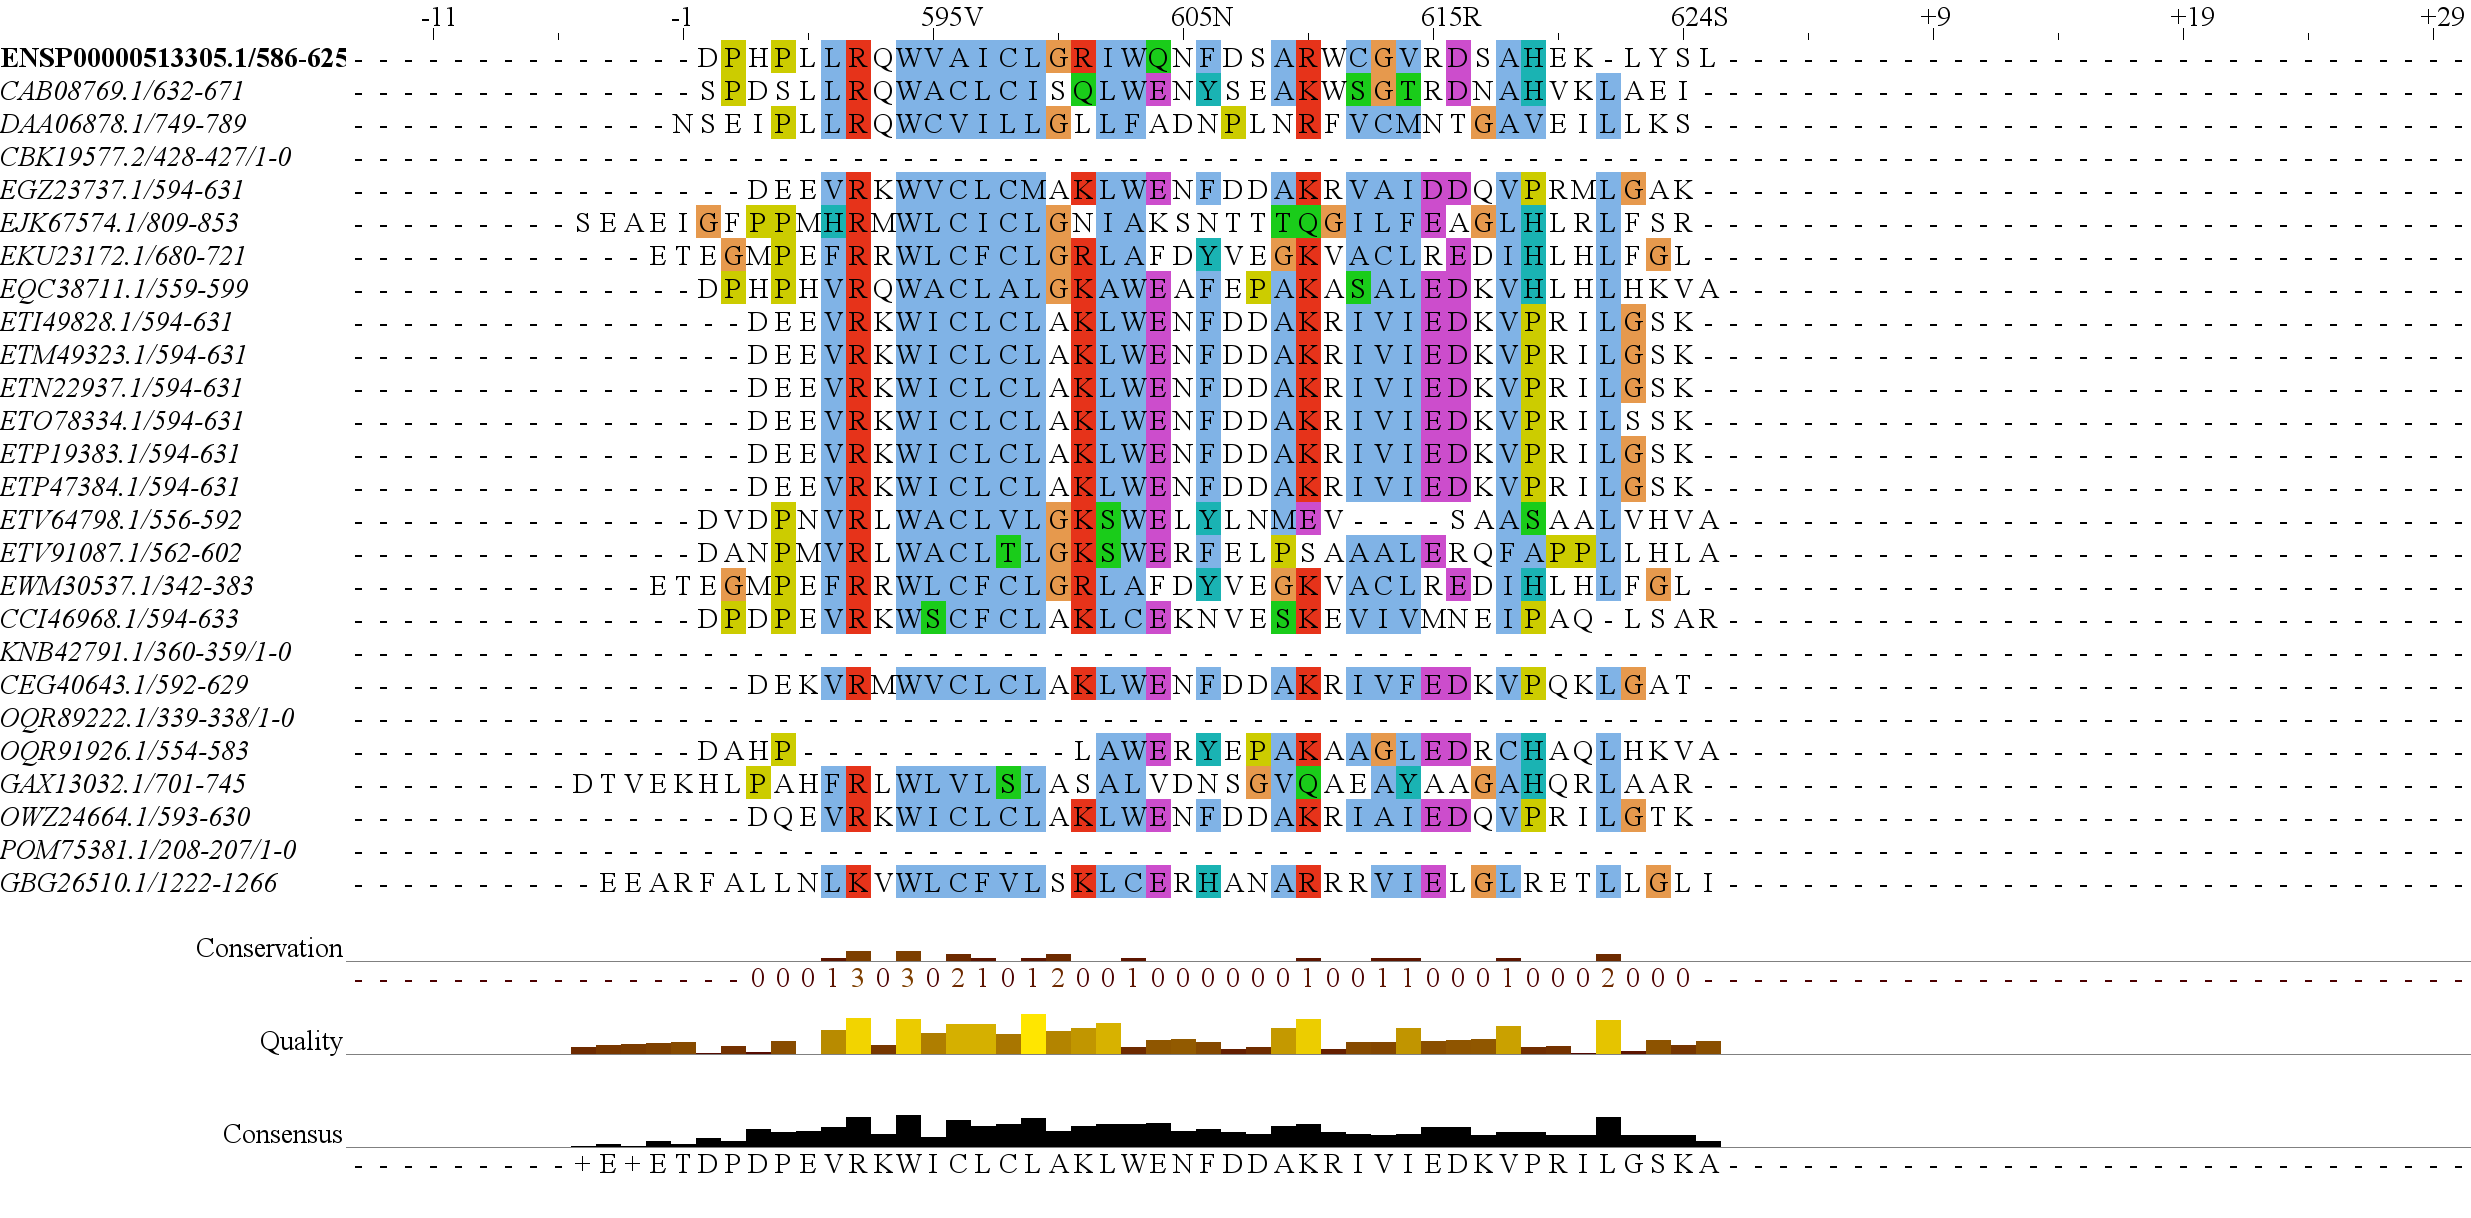 -11 -1 595V 605N 615R 624S +9 +19 +29
ENSP00000513305.1/586-625 --------------DPHPLLRQWVAICLGRIWQNFDSARWCGVRDSAHEK-LYSL------------------------------
CAB08769.1/632-671 --------------SPDSLLRQWACLCISQLWENYSEAKWSGTRDNAHVKLAEI-------------------------------
DAA06878.1/749-789 -------------NSEIPLLRQWCVILLGLLFADNPLNRFVCMNTGAVEILLKS-------------------------------
CBK19577.2/428-427/1-0 -------------------------------------------------------------------------------------
EGZ23737.1/594-631 ----------------DEEVRKWVCLCMAKLWENFDDAKRVAIDDQVPRMLGAK-------------------------------
EJK67574.1/809-853 ---------SEAEIGFPPMHRMWLCICLGNIAKSNTTTQGILFEAGLHLRLFSR-------------------------------
EKU23172.1/680-721 ------------ETEGMPEFRRWLCFCLGRLAFDYVEGKVACLREDIHLHLFGL-------------------------------
EQC38711.1/559-599 --------------DPHPHVRQWACLALGKAWEAFEPAKASALEDKVHLHLHKVA------------------------------
ETI49828.1/594-631 ----------------DEEVRKWICLCLAKLWENFDDAKRIVIEDKVPRILGSK-------------------------------
ETM49323.1/594-631 ----------------DEEVRKWICLCLAKLWENFDDAKRIVIEDKVPRILGSK-------------------------------
ETN22937.1/594-631 ----------------DEEVRKWICLCLAKLWENFDDAKRIVIEDKVPRILGSK-------------------------------
ETO78334.1/594-631 ----------------DEEVRKWICLCLAKLWENFDDAKRIVIEDKVPRILSSK-------------------------------
ETP19383.1/594-631 ----------------DEEVRKWICLCLAKLWENFDDAKRIVIEDKVPRILGSK-------------------------------
ETP47384.1/594-631 ----------------DEEVRKWICLCLAKLWENFDDAKRIVIEDKVPRILGSK-------------------------------
ETV64798.1/556-592 --------------DVDPNVRLWACLVLGKSWELYLNMEV----SAASAALVHVA------------------------------
ETV91087.1/562-602 --------------DANPMVRLWACLTLGKSWERFELPSAAALERQFAPPLLHLA------------------------------
EWM30537.1/342-383 ------------ETEGMPEFRRWLCFCLGRLAFDYVEGKVACLREDIHLHLFGL-------------------------------
CCI46968.1/594-633 --------------DPDPEVRKWSCFCLAKLCEKNVESKEVIVMNEIPAQ-LSAR------------------------------
KNB42791.1/360-359/1-0 -------------------------------------------------------------------------------------
CEG40643.1/592-629 ----------------DEKVRMWVCLCLAKLWENFDDAKRIVFEDKVPQKLGAT-------------------------------
OQR89222.1/339-338/1-0 -------------------------------------------------------------------------------------
OQR91926.1/554-583 --------------DAHP-----------LAWERYEPAKAAGLEDRCHAQLHKVA------------------------------
GAX13032.1/701-745 ---------DTVEKHLPAHFRLWLVLSLASALVDNSGVQAEAYAAGAHQRLAAR-------------------------------
OWZ24664.1/593-630 ----------------DQEVRKWICLCLAKLWENFDDAKRIAIEDQVPRILGTK-------------------------------
POM75381.1/208-207/1-0 -------------------------------------------------------------------------------------
GBG26510.1/1222-1266 ----------EEARFALLNLKVWLCFVLSKLCERHANARRRVIELGLRETLLGLI------------------------------
Conservation
----------------00013030210120010000001001100010002000-------------------------------
Quality
Consensus
---------+E+ETDPDPEVRKWICLCLAKLWENFDDAKRIVIEDKVPRILGSKA------------------------------